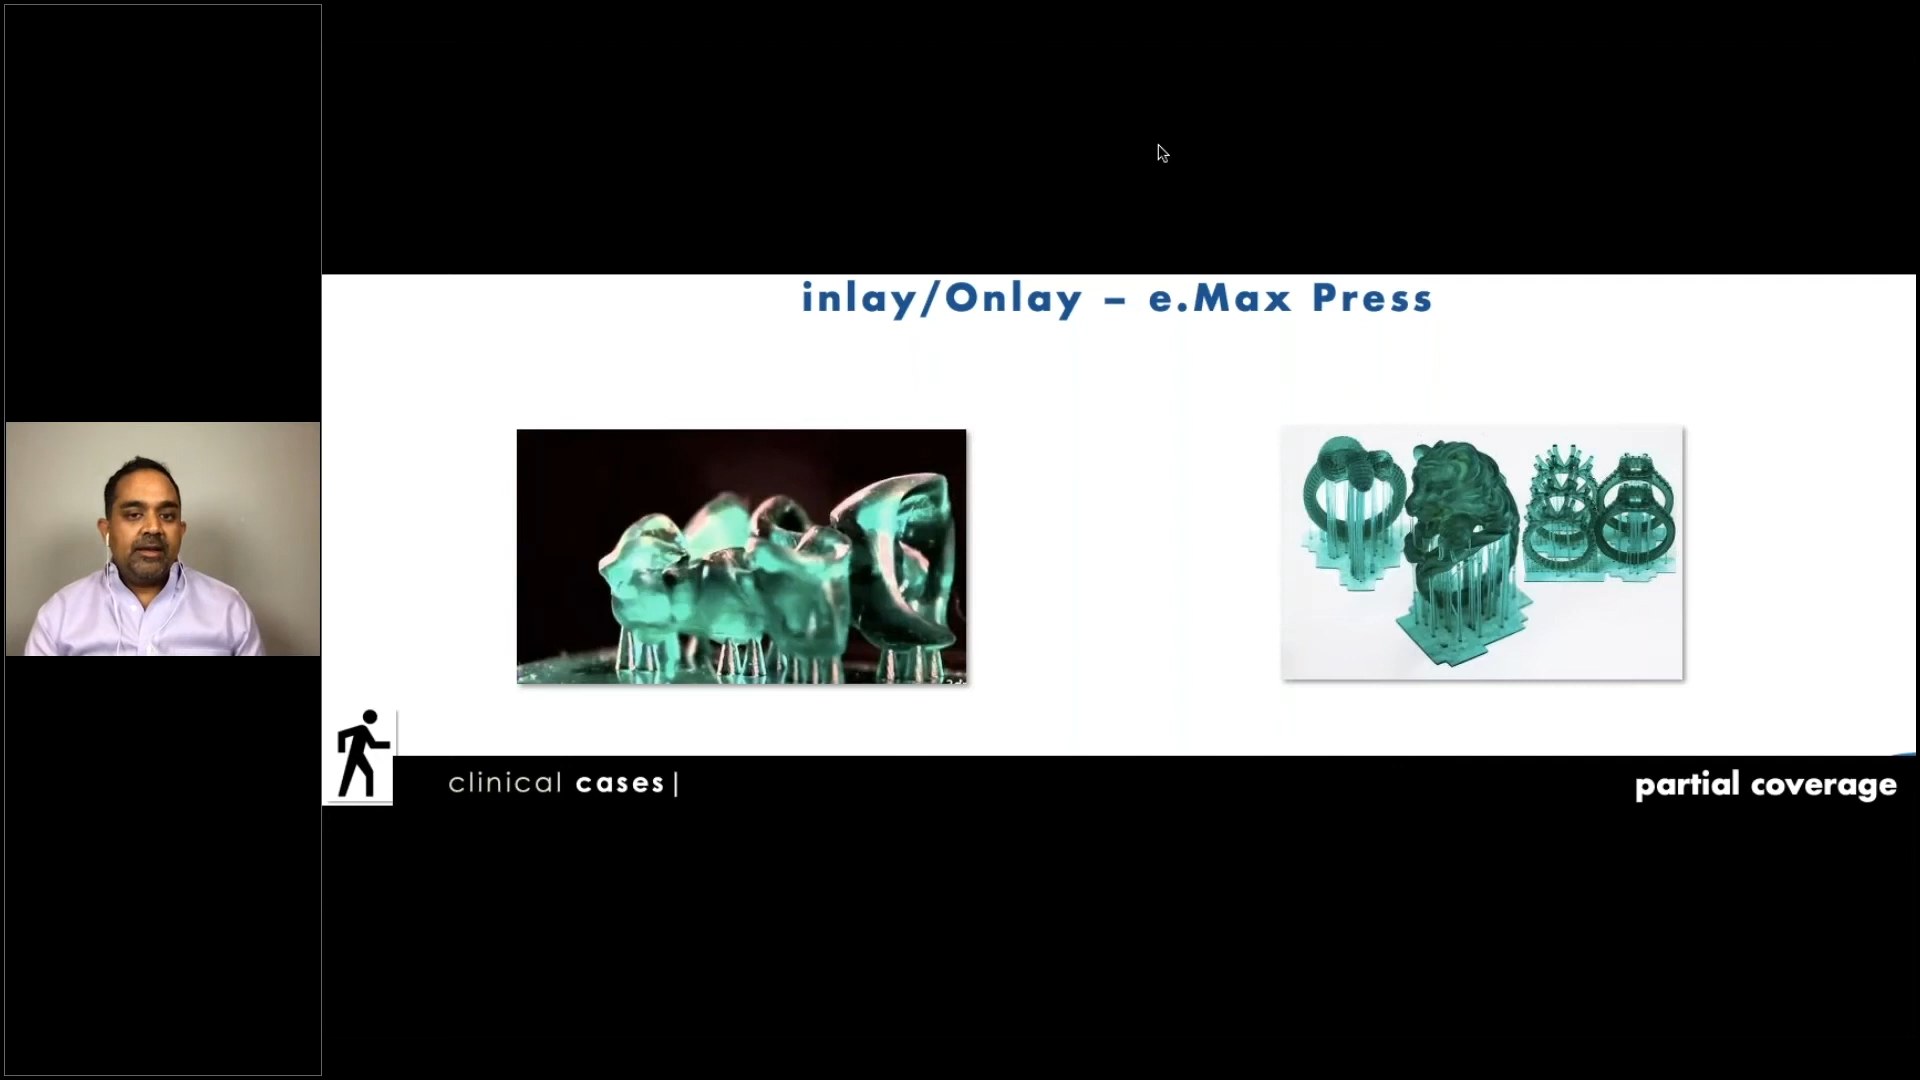 inlay/Onlay – e.Max Press
clinical cases|
partial coverage